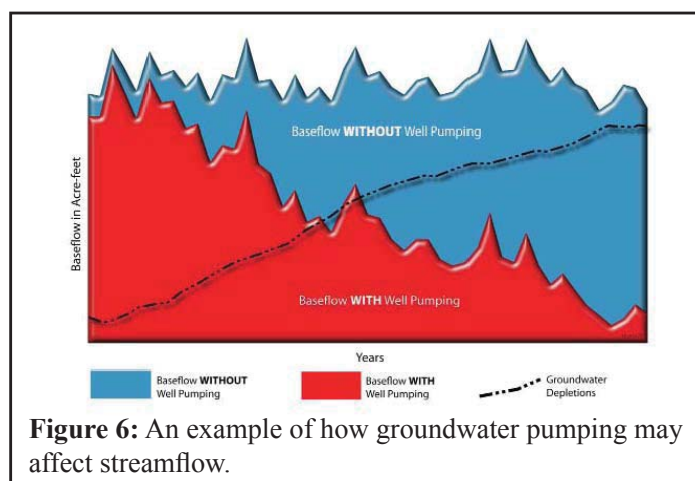 Baseflow in Acre-feet
Baseflow WITHOUT Well Pumping
Baseflow WITH Well Pumping
Years
Baseflow WITHOUT
Well Pumping
Baseflow WITH
Well Pumping
Groundwater
Depletions
Figure 6: An example of how groundwater pumping may
affect streamflow.